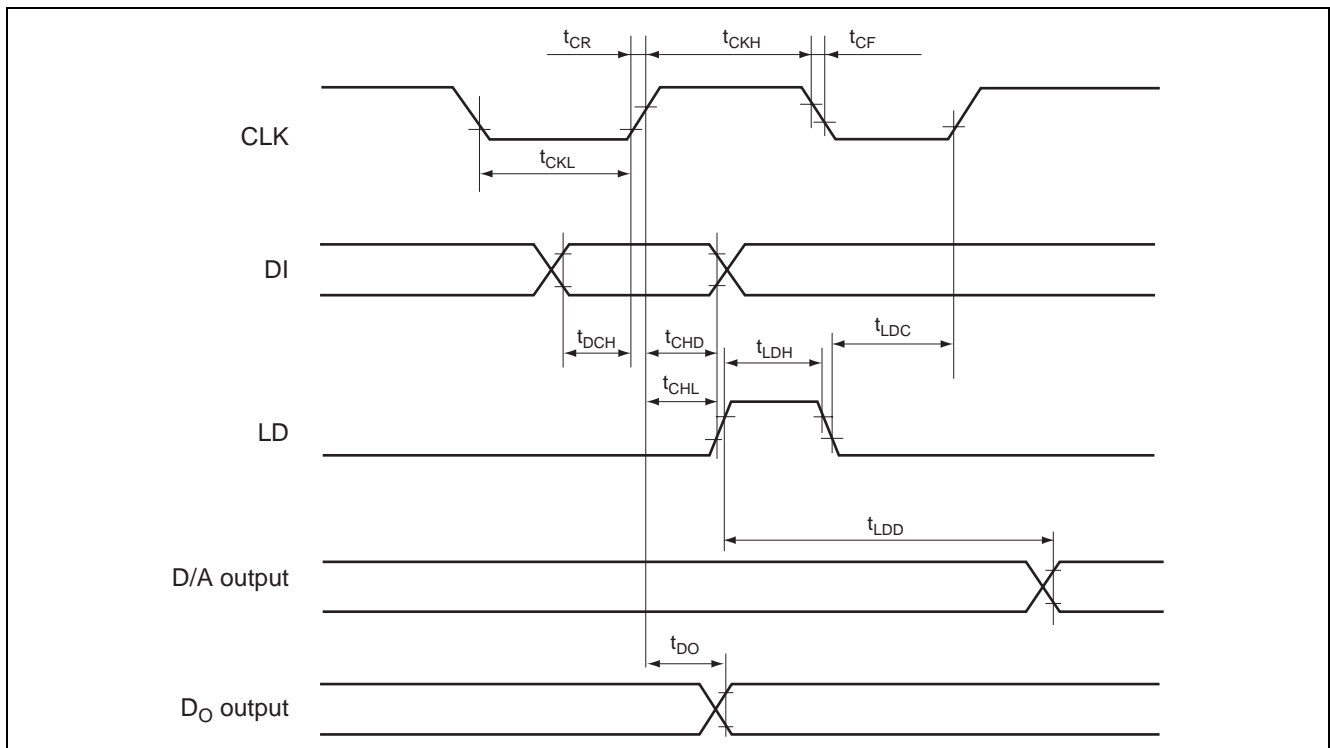 tCR
tCKH
tCF
CLK
tCKL
DI
tDCH
tCHD
tLDH
tLDC
tCHL
LD
tLDD
D/A output
tDO
DO output